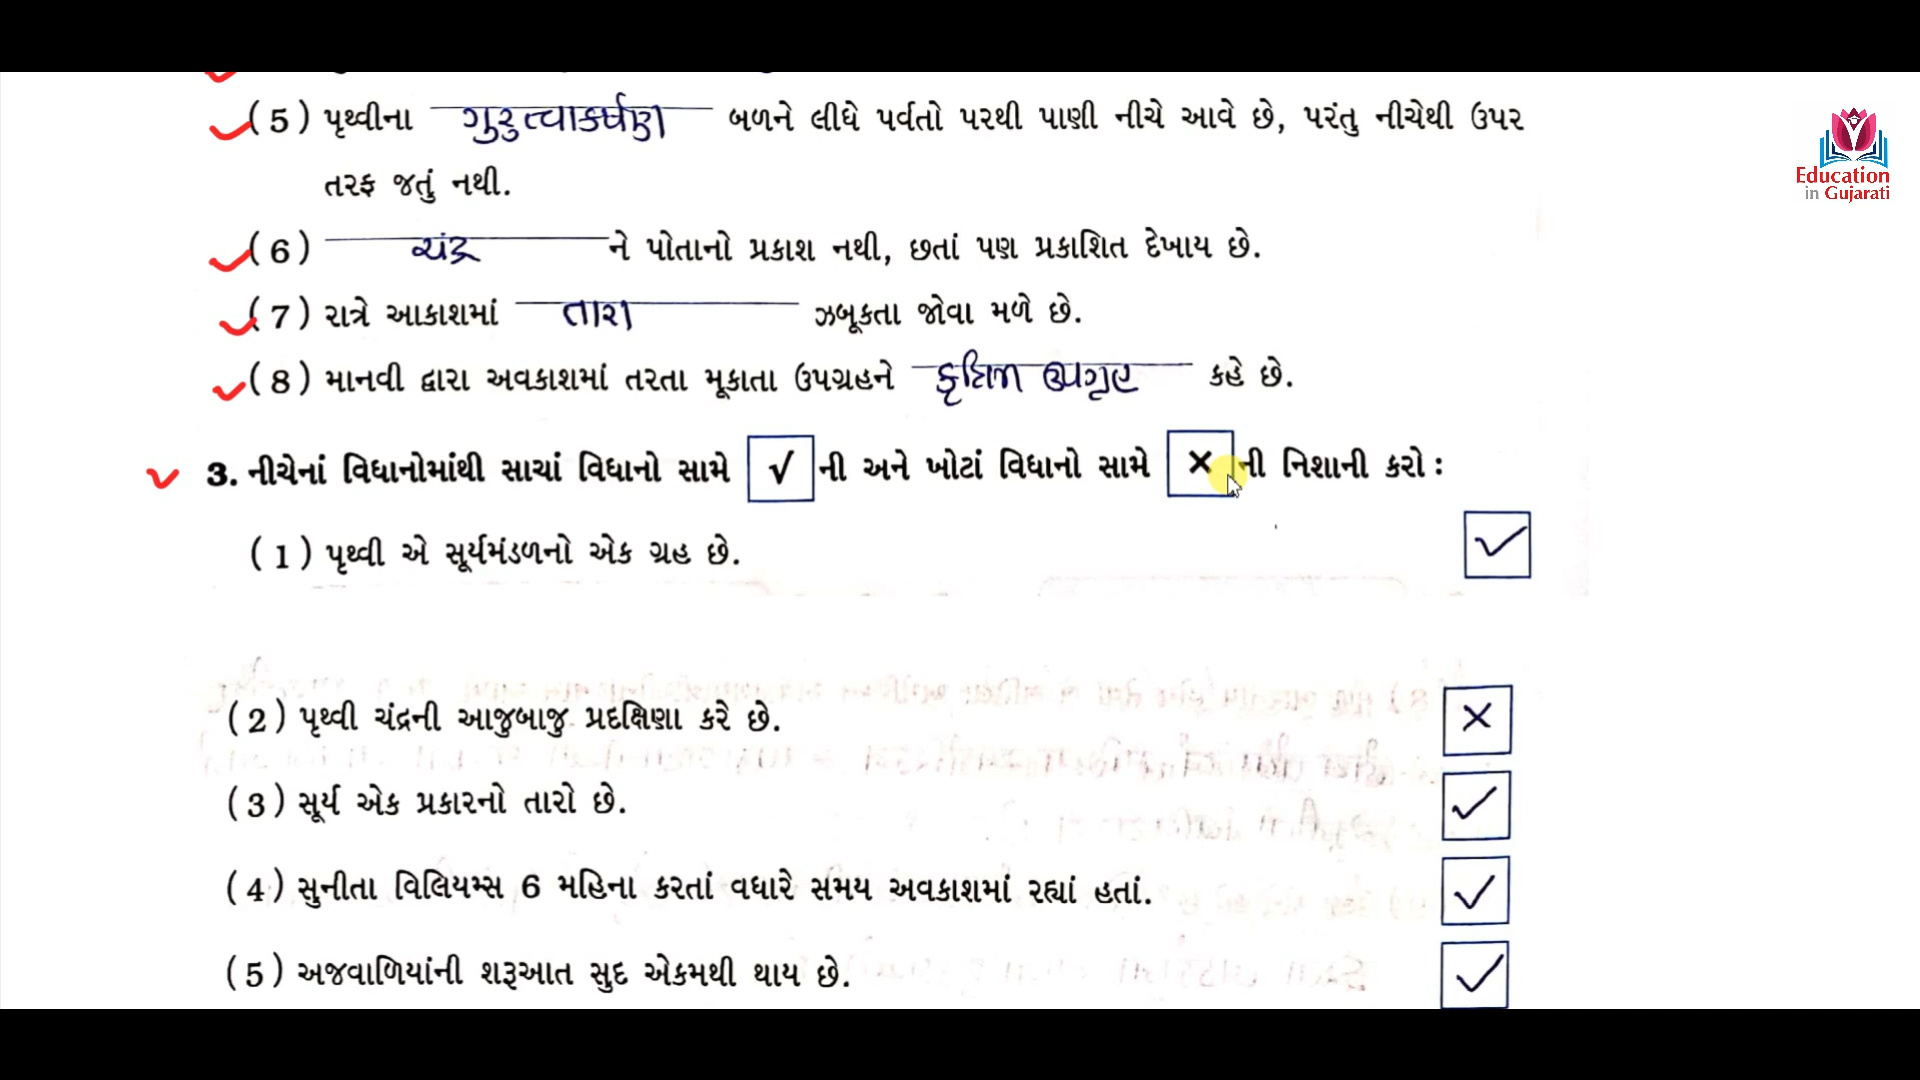 (5) પૃથ્વીના ગુરુત્વાકર્ષણ બળને લીધે પર્વતો પરથી પાણી નીચે આવે છે, પરંતુ નીચેથી ઉપર
તરફ જતું નથી.
(6) ચંદ્ર ને પોતાનો પ્રકાશ નથી, છતાં પણ પ્રકાશિત દેખાય છે.
(7) રાત્રે આકાશમાં તારા ઝબૂકતા જોવા મળે છે.
(8) માનવી દ્વારા અવકાશમાં તરતા મૂકાતા ઉપગ્રહને કૃત્રિમ ઉપગ્રહ કહે છે.
3. નીચેનાં વિધાનોમાંથી સાચાં વિધાનો સામે √ ની અને ખોટાં વિધાનો સામે × ની નિશાની કરો :
(1) પૃથ્વી એ સૂર્યમંડળનો એક ગ્રહ છે. ✓
(2) પૃથ્વી ચંદ્રની આજુબાજુ પ્રદક્ષિણા કરે છે. ×
(3) સૂર્ય એક પ્રકારનો તારો છે. ✓
(4) સુનીતા વિલિયમ્સ 6 મહિના કરતાં વધારે સમય અવકાશમાં રહ્યાં હતાં. ✓
(5) અજવાળિયાંની શરૂઆત સુદ એકમથી થાય છે. ✓
Education
in Gujarati